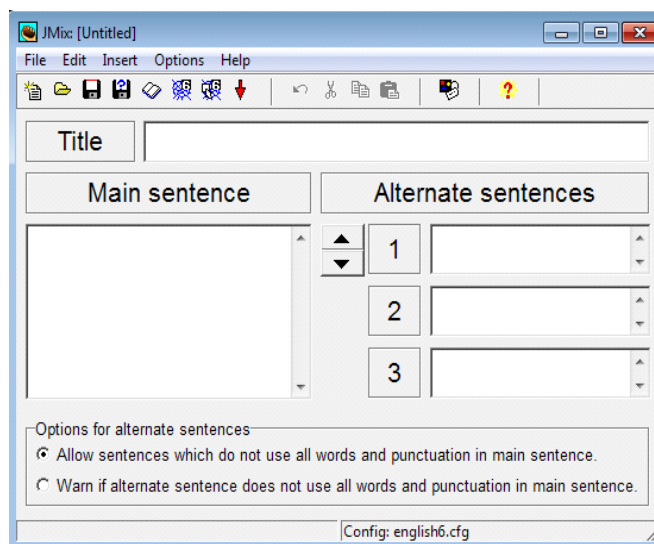 JMix: [Untitled]
File Edit Insert Options Help
Title
Main sentence Alternate sentences
1
2
3
Options for alternate sentences
Allow sentences which do not use all words and punctuation in main sentence.
Warn if alternate sentence does not use all words and punctuation in main sentence.
Config: english6.cfg